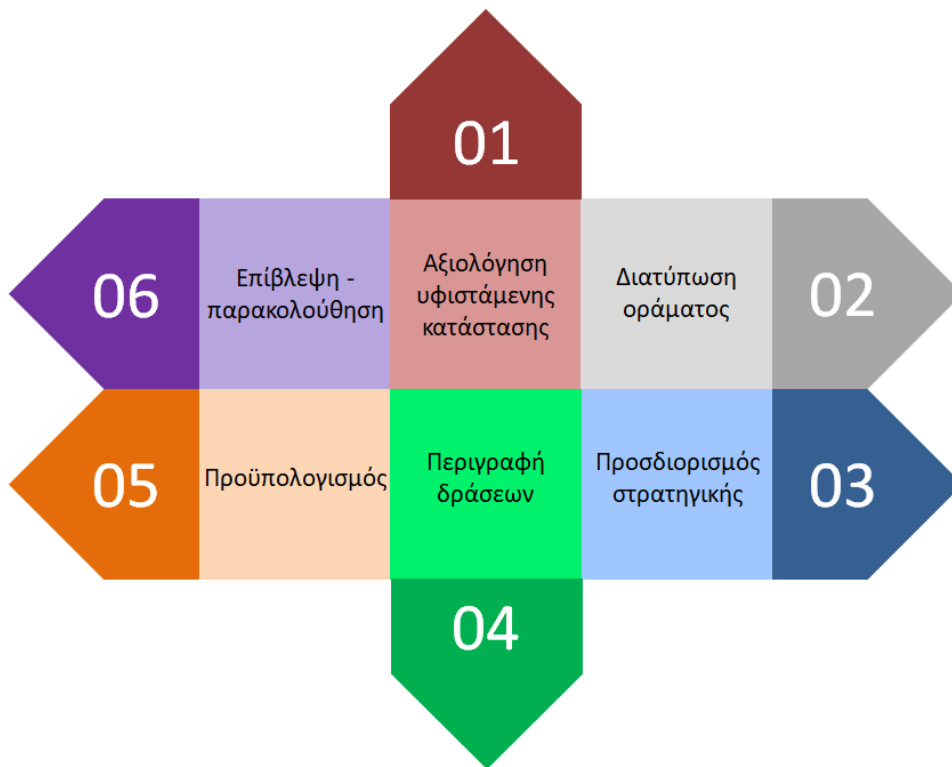 01
Αξιολόγηση
υφιστάμενης
κατάστασης
02
Διατύπωση
οράματος
03
Προσδιορισμός
στρατηγικής
04
Περιγραφή
δράσεων
05
Προϋπολογισμός
06
Επίβλεψη -
παρακολούθηση